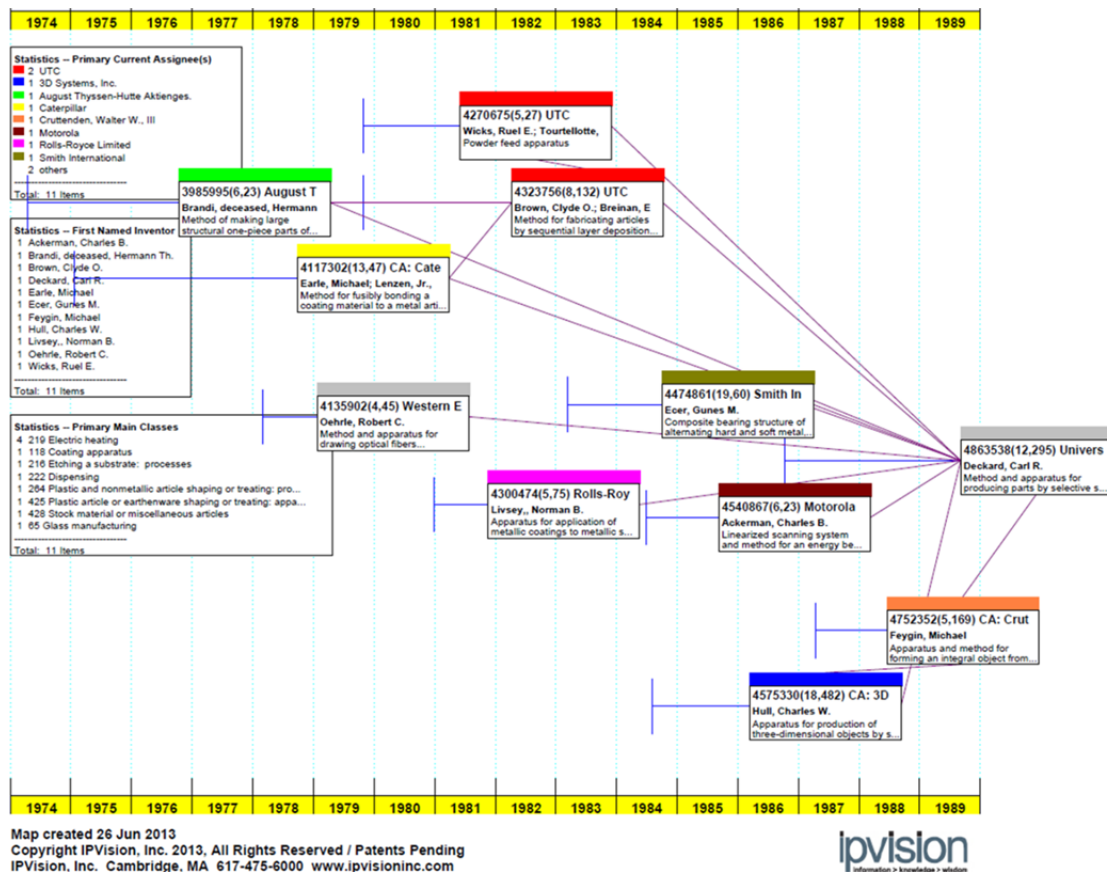 1974 1975 1976 1977 1978 1979 1980 1981 1982 1983 1984 1985 1986 1987 1988 1989
Statistics -- Primary Current Assignee(s)
2 UTC
1 3D Systems, Inc.
1 August Thyssen-Hutte Aktienges.
1 Caterpillar
1 Cruttenden, Walter W., III
1 Motorola
1 Rolls-Royce Limited
1 Smith International
2 others
Total: 11 Items
Statistics -- First Named Inventor
1 Ackerman, Charles B.
1 Brandi, deceased, Hermann Th.
1 Brown, Clyde O.
1 Deckard, Carl R.
1 Earle, Michael
1 Ecer, Gunes M.
1 Feygin, Michael
1 Hull, Charles W.
1 Livsey,, Norman B.
1 Oehrle, Robert C.
1 Wicks, Ruel E.
Total: 11 Items
Statistics -- Primary Main Classes
4 219 Electric heating
1 118 Coating apparatus
1 216 Etching a substrate: processes
1 222 Dispensing
1 264 Plastic and nonmetallic article shaping or treating: pro...
1 425 Plastic article or earthenware shaping or treating: appa...
1 428 Stock material or miscellaneous articles
1 65 Glass manufacturing
Total: 11 Items
4270675(5,27) UTC
Wicks, Ruel E.; Tourtellotte,
Powder feed apparatus
3985995(6,23) August T
Brandi, deceased, Hermann
Method of making large
structural one-piece parts of...
4323756(8,132) UTC
Brown, Clyde O.; Breinan, E
Method for fabricating articles
by sequential layer deposition...
4117302(13,47) CA: Cate
Earle, Michael; Lenzen, Jr.,
Method for fusibly bonding a
coating material to a metal arti...
4135902(4,45) Western E
Oehrle, Robert C.
Method and apparatus for
drawing optical fibers...
4474861(19,60) Smith In
Ecer, Gunes M.
Composite bearing structure of
alternating hard and soft metal...
4863538(12,295) Univers
Deckard, Carl R.
Method and apparatus for
producing parts by selective s...
4300474(5,75) Rolls-Roy
Livsey,, Norman B.
Apparatus for application of
metallic coatings to metallic s...
4540867(6,23) Motorola
Ackerman, Charles B.
Linearized scanning system
and method for an energy be...
4752352(5,169) CA: Crut
Feygin, Michael
Apparatus and method for
forming an integral object from...
4575330(18,482) CA: 3D
Hull, Charles W.
Apparatus for production of
three-dimensional objects by s...
1974 1975 1976 1977 1978 1979 1980 1981 1982 1983 1984 1985 1986 1987 1988 1989
Map created 26 Jun 2013
Copyright IPVision, Inc. 2013, All Rights Reserved / Patents Pending
IPVision, Inc. Cambridge, MA 617-475-6000 www.ipvisioninc.com
ipvision
information > knowledge > wisdom